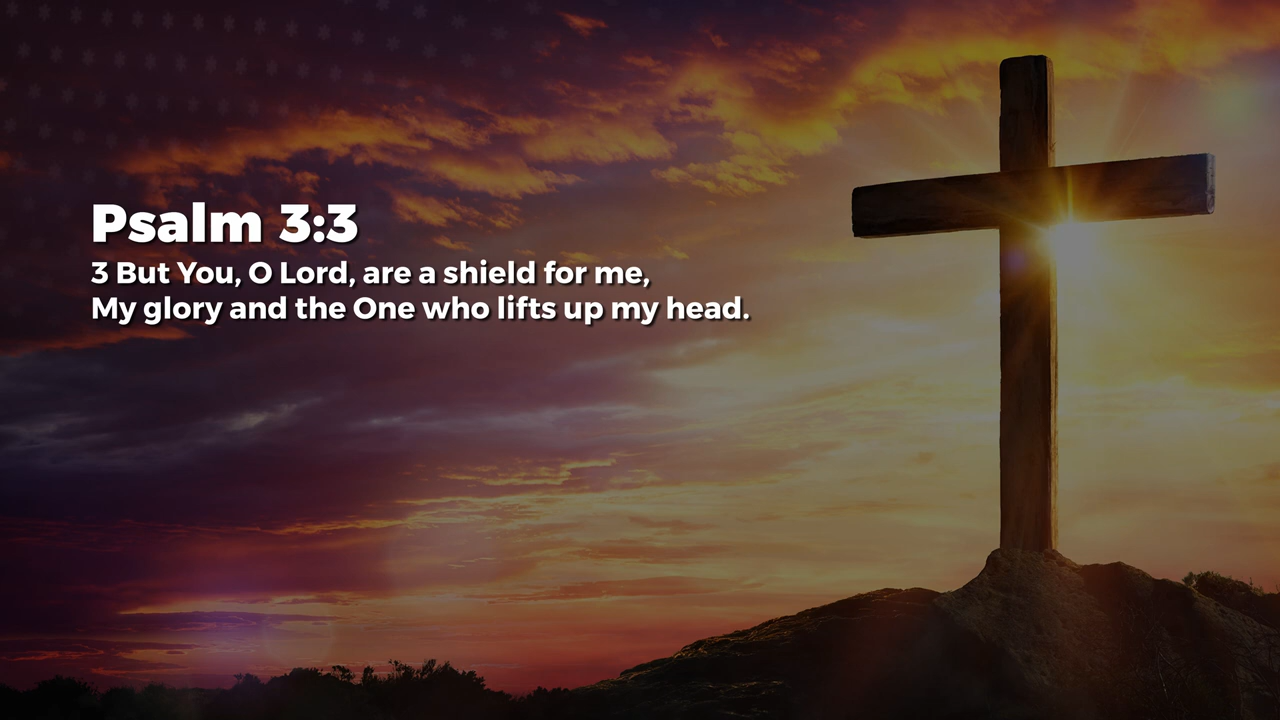 Psalm 3:3
3 But You, O Lord, are a shield for me,
My glory and the One who lifts up my head.